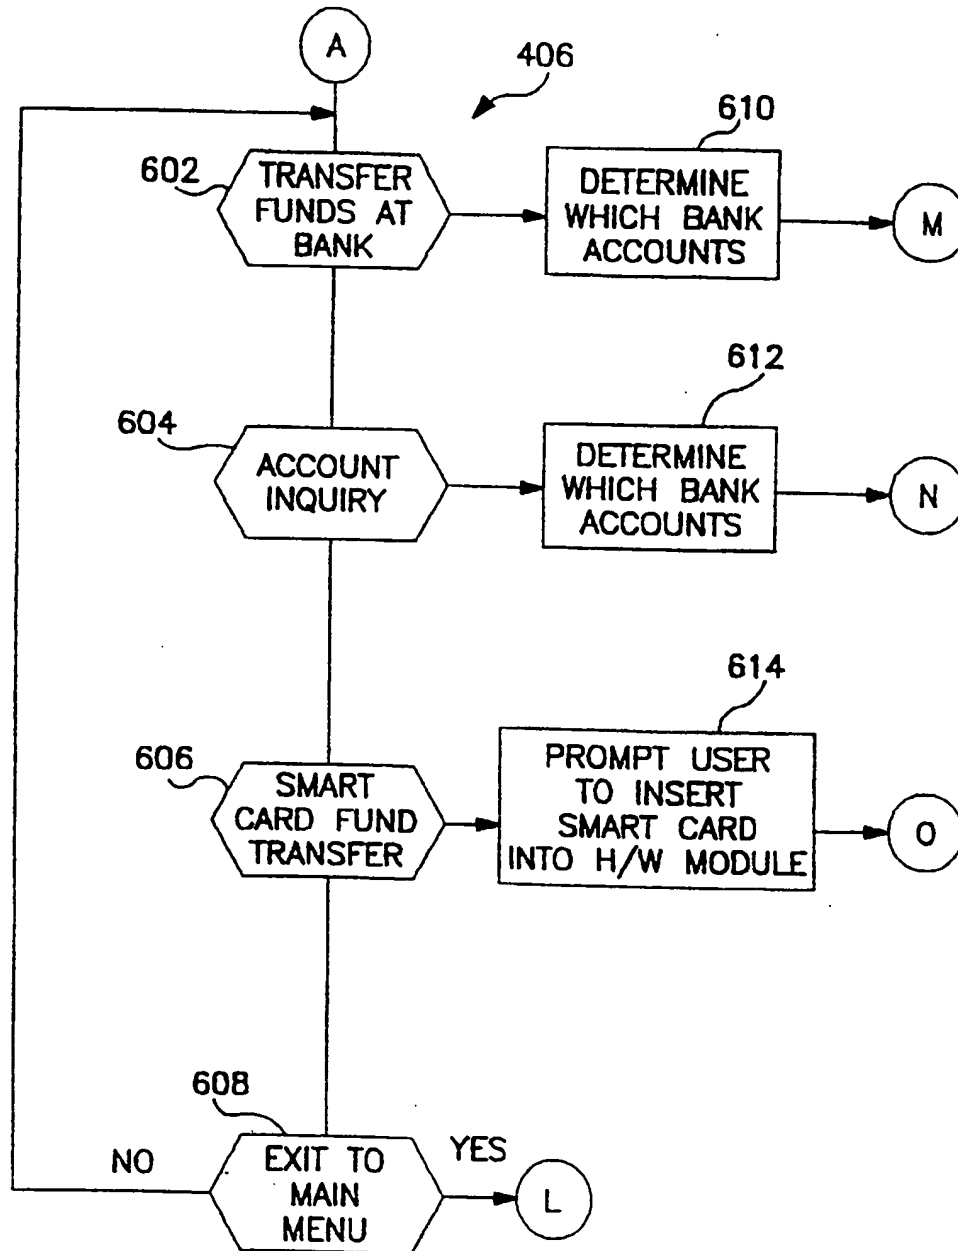 A
406
610
602
TRANSFER
FUNDS AT
BANK
DETERMINE
WHICH BANK
ACCOUNTS
M
612
604
ACCOUNT
INQUIRY
DETERMINE
WHICH BANK
ACCOUNTS
N
614
606
SMART
CARD FUND
TRANSFER
PROMPT USER
TO INSERT
SMART CARD
INTO H/W MODULE
O
608
NO
EXIT TO
MAIN
MENU
YES
L